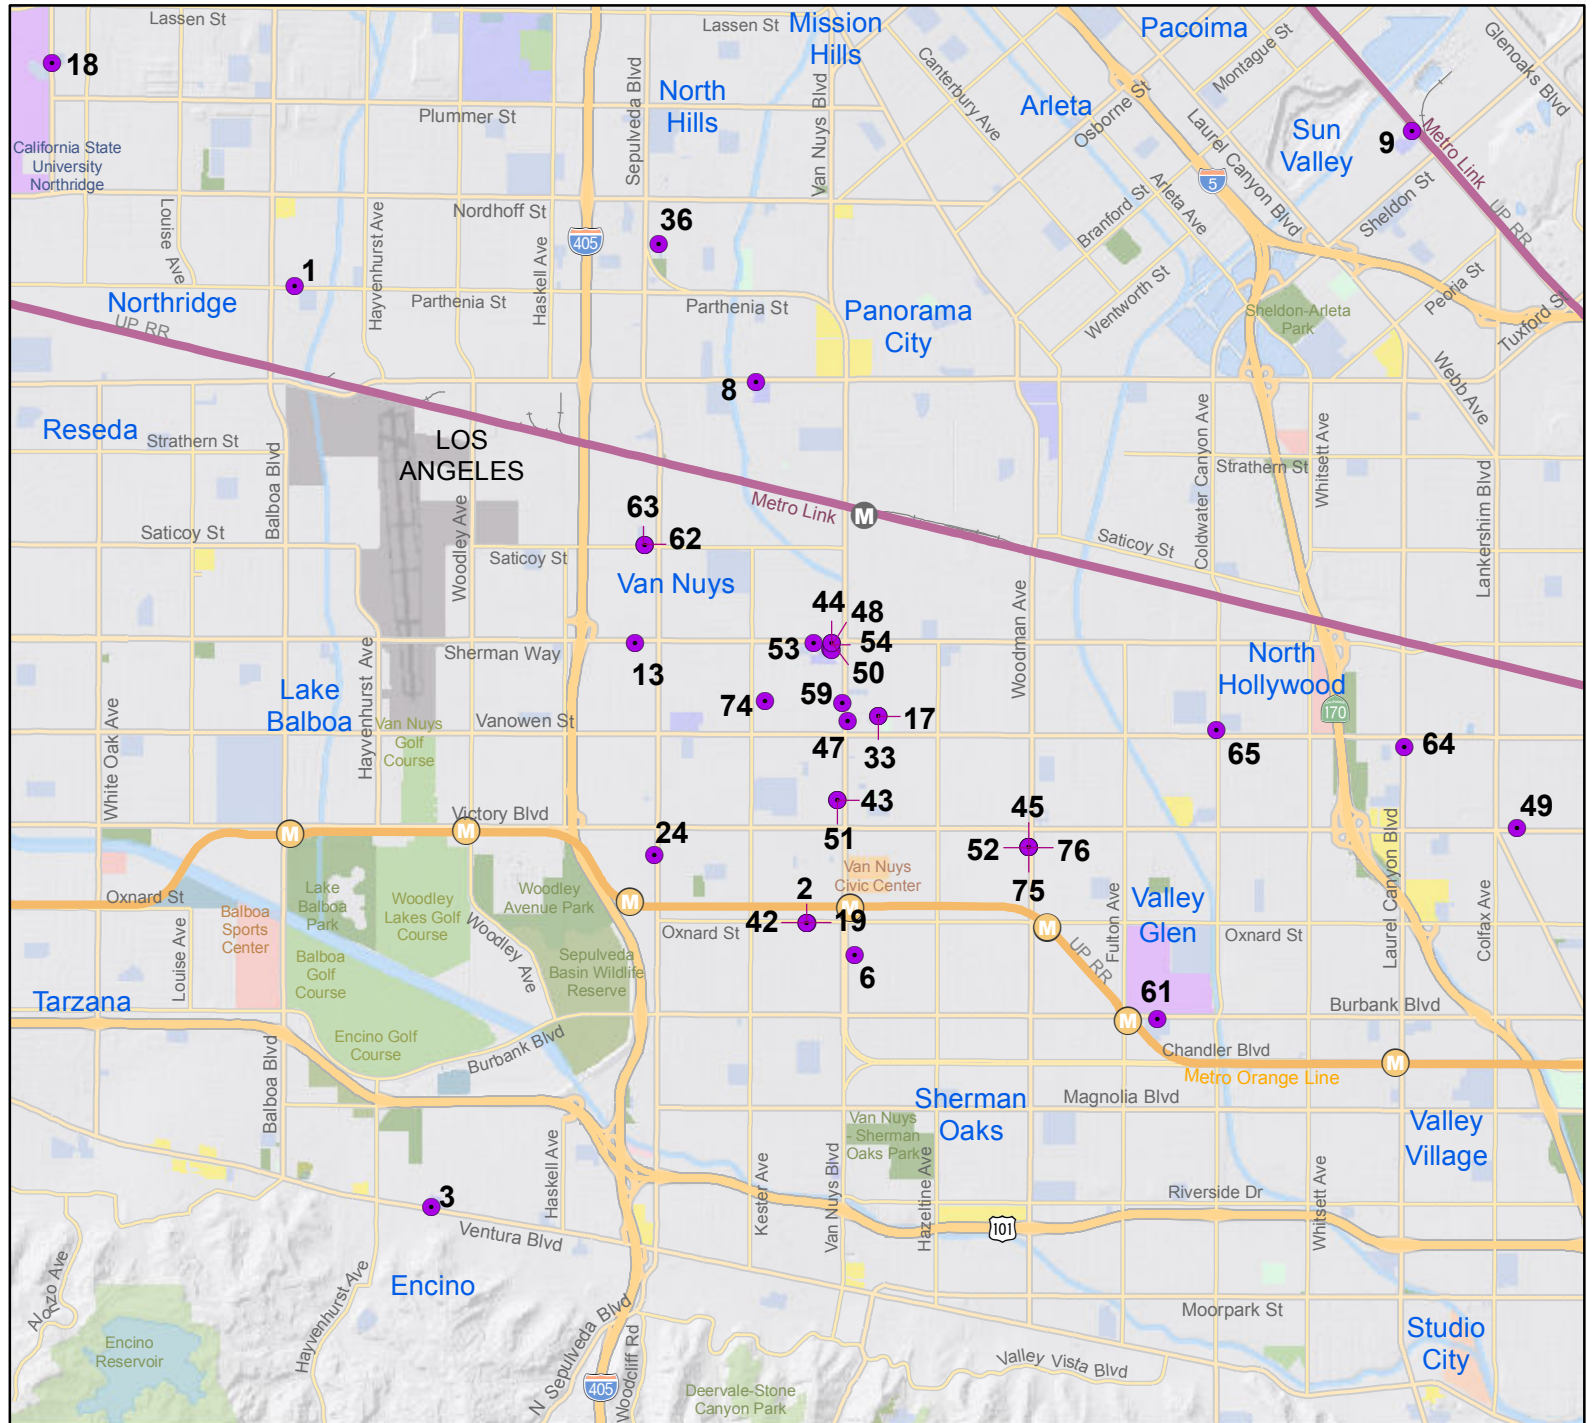 Lassen St
Lassen St
Mission
Hills
Pacoima
Glenoaks Blvd
18
Sepulveda Blvd
North
Hills
Van Nuys Blvd
Canterbury Ave
Arleta
Osborne St
Montague St
Laurel Canyon Blvd
Sun
Valley
9
Metro Link
UP RR
Plummer St
California State
University
Northridge
5
Sheldon St
Branford St
Arleta Ave
Louise Ave
Hayvenhurst Ave
Nordhoff St
Haskell Ave
405
36
1
Northridge
Parthenia St
Parthenia St
Panorama
City
Wentworth St
Sheldon-Arleta
Park
Peoria St
Tuxford St
UP RR
8
Webb Ave
Reseda
Strathern St
Balboa Blvd
LOS
ANGELES
Coldwater Canyon Ave
Strathern St
Whitsett Ave
Lankershim Blvd
Woodley Ave
63
62
Metro Link
M
Saticoy St
Saticoy St
Saticoy St
Van Nuys
Woodman Ave
44
48
53
54
50
Sherman Way
13
North
Hollywood
Lake
Balboa
Hayvenhurst Ave
White Oak Ave
Van Nuys
Golf
Course
Vanowen St
74
59
17
47
33
170
65
64
43
51
Victory Blvd
M
M
24
45
52
76
75
49
Laurel Canyon Blvd
Van Nuys
Civic Center
Oxnard St
Lake
Balboa
Park
Woodley
Lakes Golf
Course
Woodley
Avenue Park
M
2
42
19
M
Oxnard St
M
Fulton Ave
Valley
Glen
Oxnard St
Colfax Ave
Balboa
Sports
Center
Louise Ave
Balboa
Golf
Course
Woodley Ave
Sepulveda
Basin Wildlife
Reserve
6
UP RR
61
M
Burbank Blvd
Tarzana
Encino Golf
Course
Burbank Blvd
Balboa Blvd
Chandler Blvd
M
Metro Orange Line
Sherman
Oaks
Magnolia Blvd
Valley
Village
Van Nuys
- Sherman
Oaks Park
Haskell Ave
Kester Ave
Van Nuys Blvd
Hazeltine Ave
Whitsett Ave
Riverside Dr
3
Ventura Blvd
101
Encino
Alonzo Ave
Hayvenhurst Ave
N Sepulveda Blvd
Woodcliff Rd
Moorpark St
Encino
Reservoir
405
Valley Vista Blvd
Studio
City
Deervale-Stone
Canyon Park